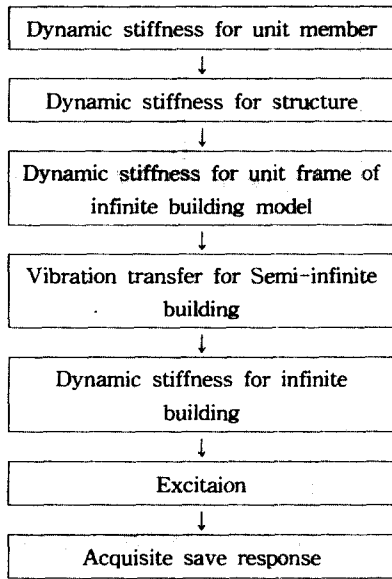 Dynamic stiffness for unit member
↓
Dynamic stiffness for structure
↓
Dynamic stiffness for unit frame of
infinite building model
↓
Vibration transfer for Semi-infinite
building
↓
Dynamic stiffness for infinite
building
↓
Excitaion
↓
Acquisite save response